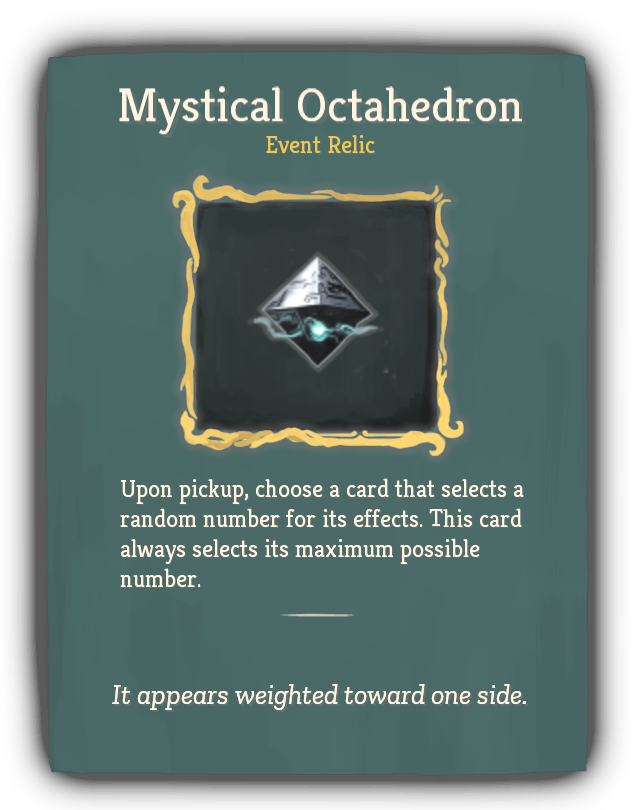 Mystical Octahedron
Event Relic
Upon pickup, choose a card that selects a
random number for its effects. This card
always selects its maximum possible
number.
It appears weighted toward one side.